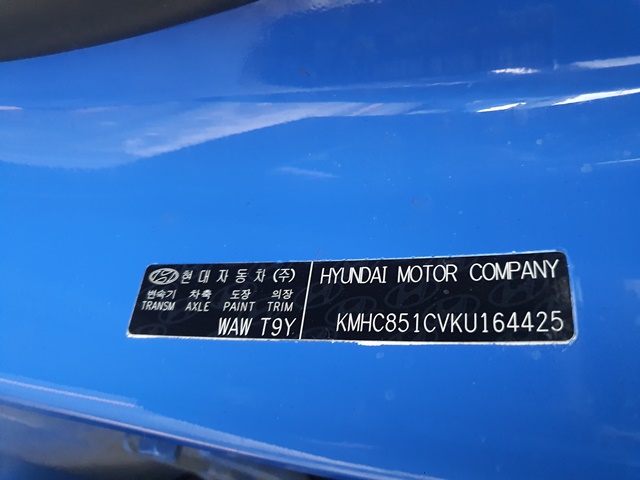 현대자동차(주)
변속기 차축 도장 의장
TRANSM AXLE PAINT TRIM
WAW T9Y
HYUNDAI MOTOR COMPANY
KMHC851CVKU164425